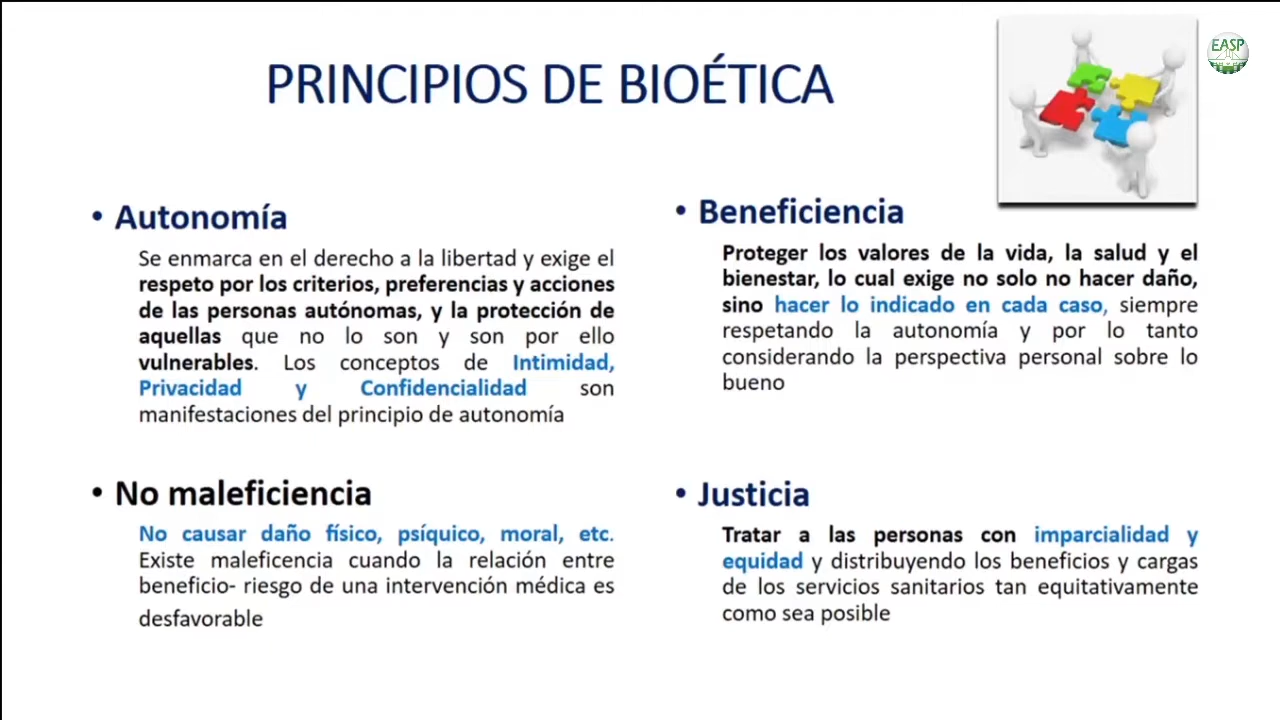 PRINCIPIOS DE BIOÉTICA
EASP
• Autonomía
Se enmarca en el derecho a la libertad y exige el
respeto por los criterios, preferencias y acciones
de las personas autónomas, y la protección de
aquellas que no lo son y son por ello
vulnerables. Los conceptos de Intimidad,
Privacidad y Confidencialidad son
manifestaciones del principio de autonomía
• Beneficiencia
Proteger los valores de la vida, la salud y el
bienestar, lo cual exige no solo no hacer daño,
sino hacer lo indicado en cada caso, siempre
respetando la autonomía y por lo tanto
considerando la perspectiva personal sobre lo
bueno
• No maleficiencia
No causar daño físico, psíquico, moral, etc.
Existe maleficencia cuando la relación entre
beneficio- riesgo de una intervención médica es
desfavorable
• Justicia
Tratar a las personas con imparcialidad y
equidad y distribuyendo los beneficios y cargas
de los servicios sanitarios tan equitativamente
como sea posible